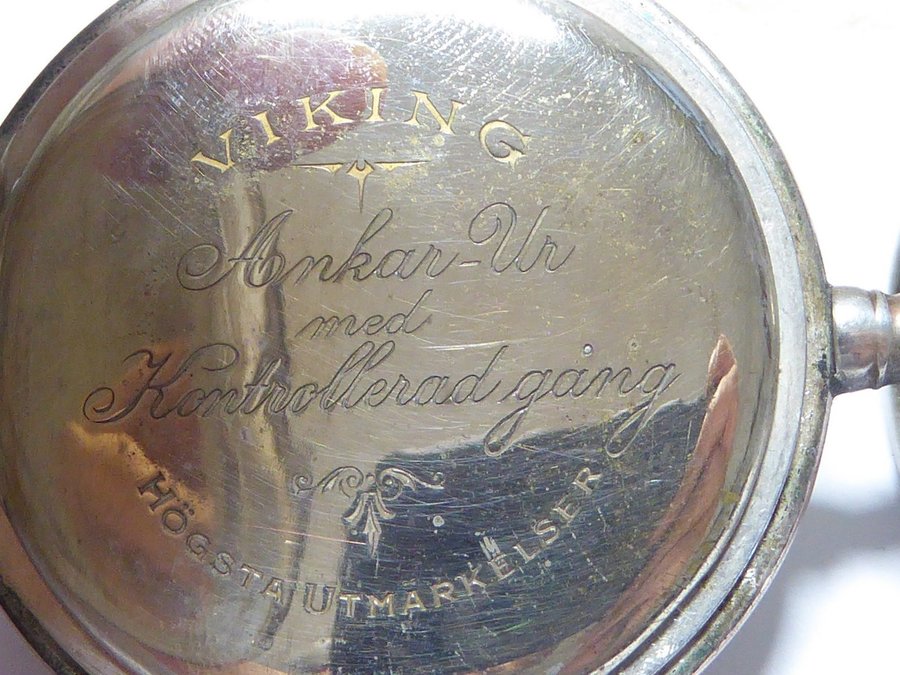 VIKING
Ankar-Ur
med
Kontrollerad gång
HÖGSTA UTMÄRKELSER